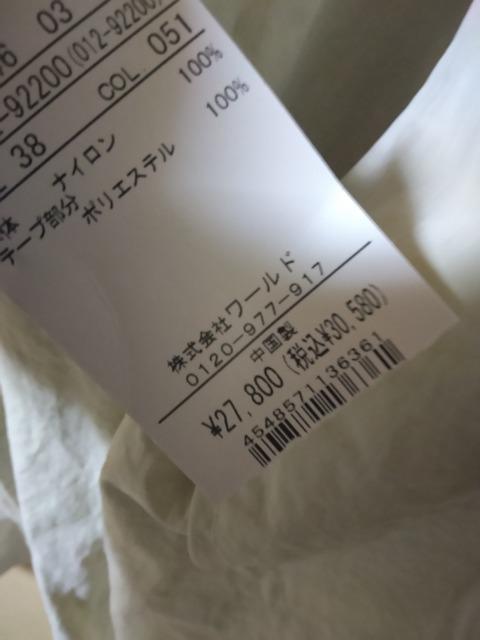 6 03
-92200(012-92200)
38 COL 051
体 ナイロン 100%
テープ部分 ポリエステル 100%
株式会社ワールド
0120-977-917
中国製
¥27,800(税込¥30,580)
4548571136361